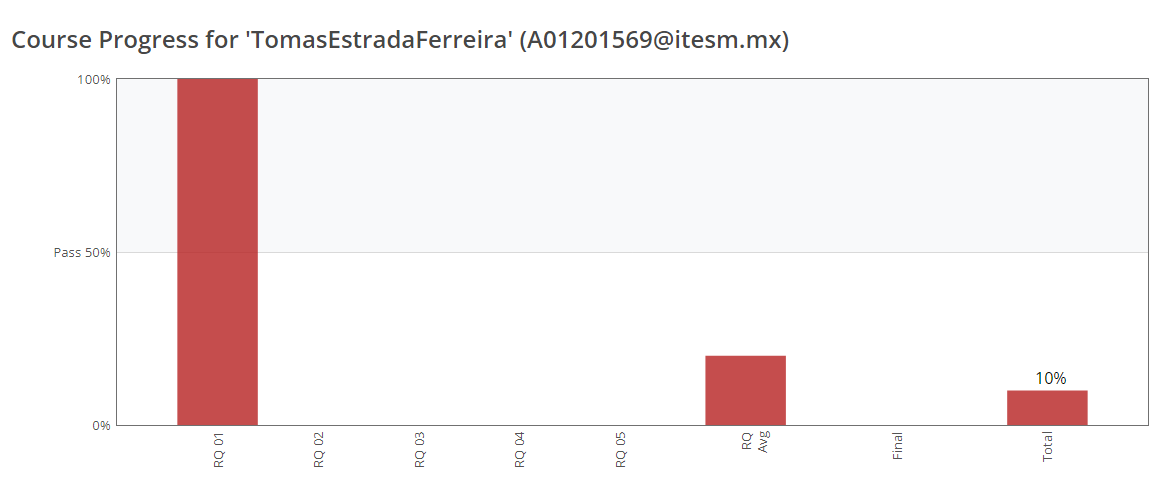 Course Progress for 'TomasEstradaFerreira' (A01201569@itesm.mx)
100%
Pass 50%
0%
10%
RQ 01
RQ 02
RQ 03
RQ 04
RQ 05
RQ
Avg
Final
Total